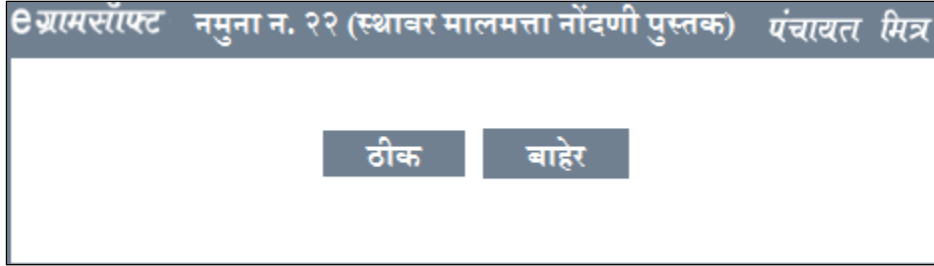 eग्रामसॉफ्ट नमुना न. २२ (स्थावर मालमत्ता नोंदणी पुस्तक) पंचायत मित्र
ठीक बाहेर